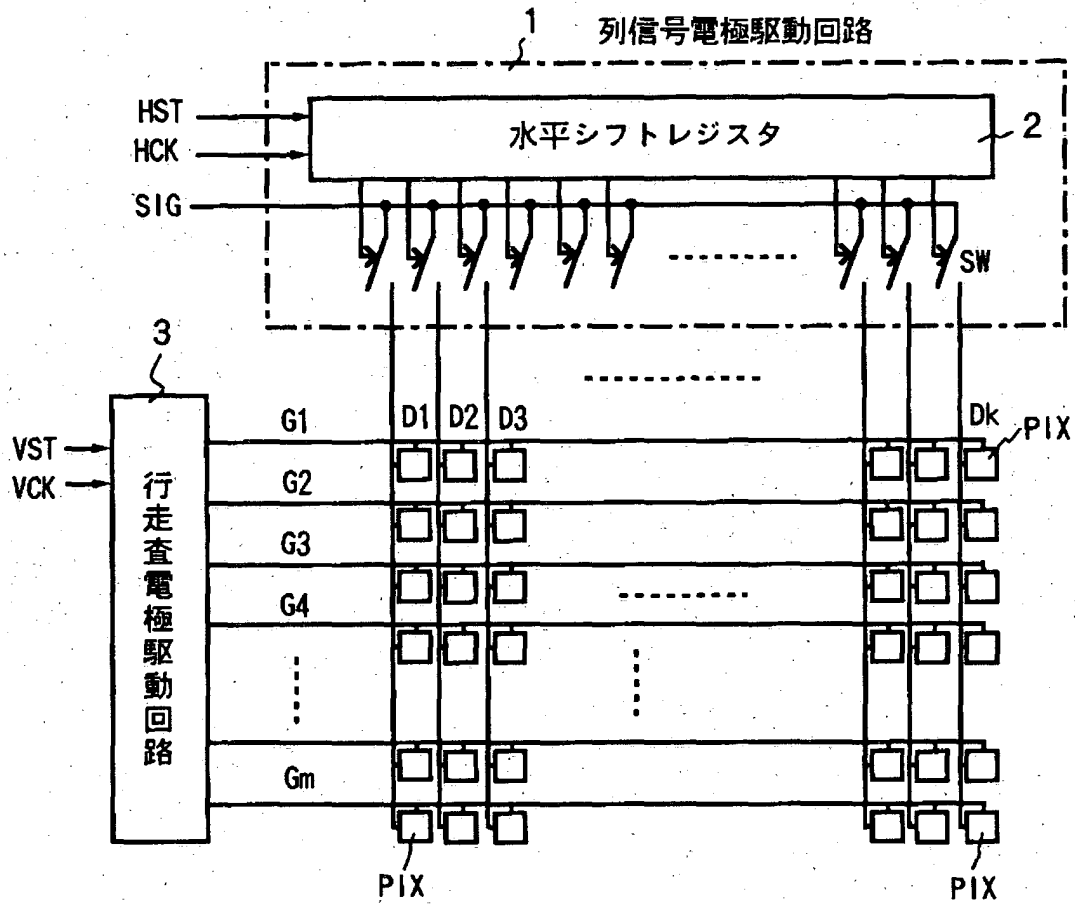 1
列信号電極駆動回路
HST
HCK
水平シフトレジスタ
2
SIG
SW
3
VST
VCK
行走査電極駆動回路
G1
D1 D2 D3
Dk
PIX
G2
G3
G4
Gm
PIX
PIX